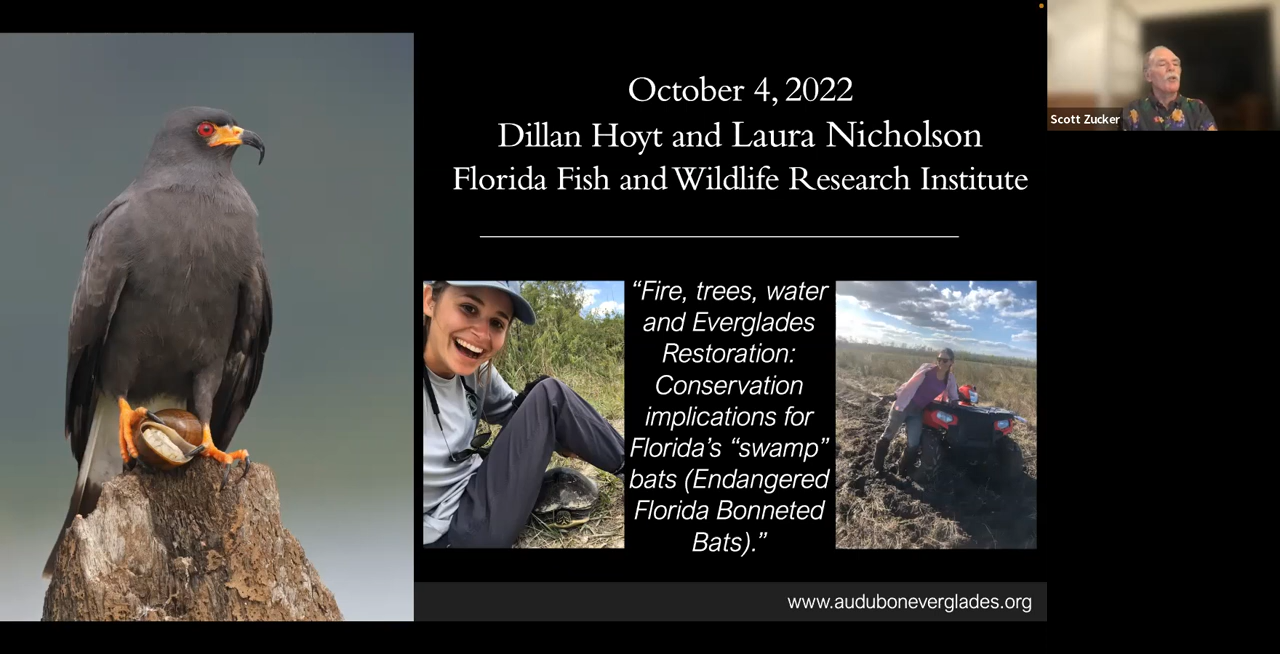 October 4, 2022
Dillan Hoyt and Laura Nicholson
Florida Fish and Wildlife Research Institute
“Fire, trees, water
and Everglades
Restoration:
Conservation
implications for
Florida’s “swamp”
bats (Endangered
Florida Bonneted
Bats).”
www.auduboneverglades.org
Scott Zucker